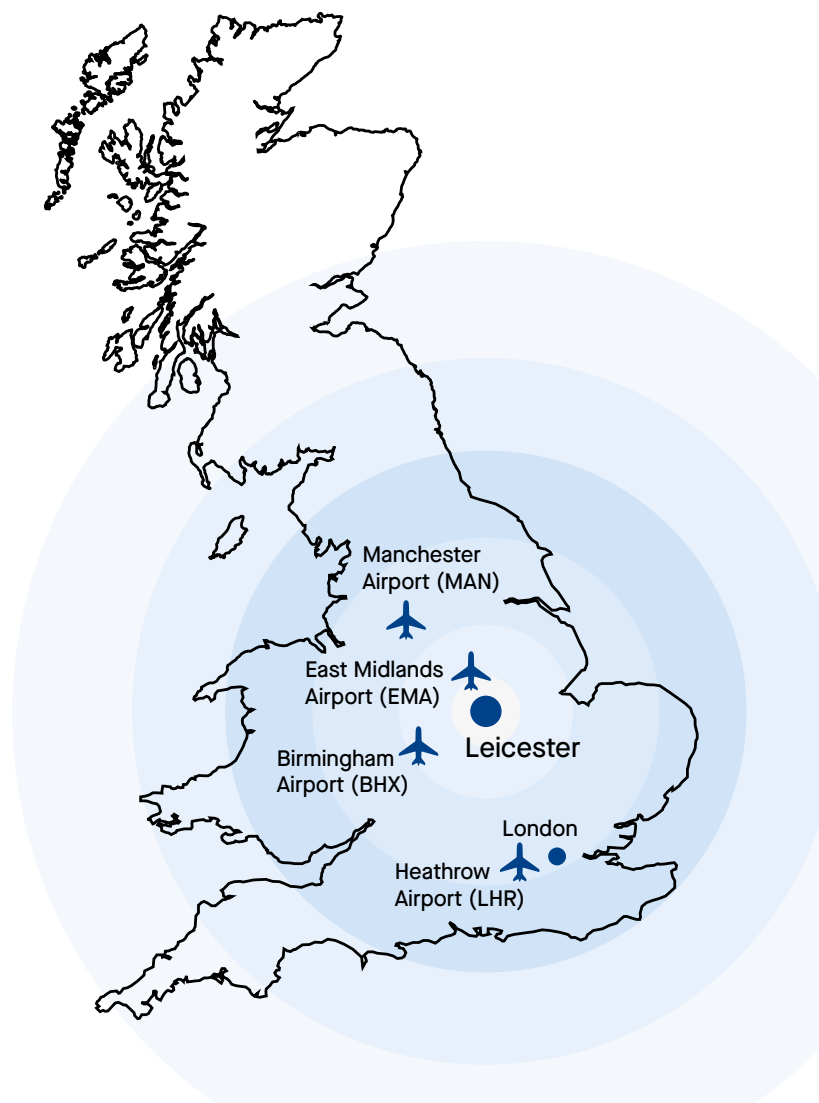 Manchester
Airport (MAN)
East Midlands
Airport (EMA)
Leicester
Birmingham
Airport (BHX)
London
Heathrow
Airport (LHR)